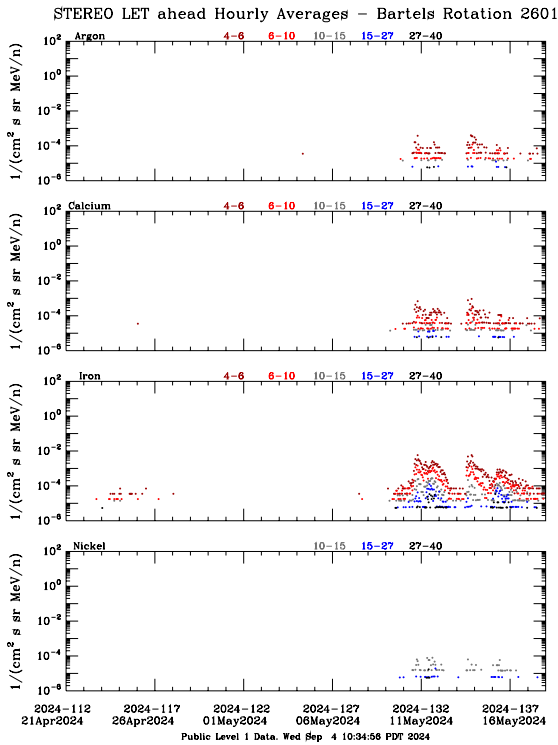 STEREO LET ahead Hourly Averages - Bartels Rotation 2601
Argon 4-6 6-10 10-15 15-27 27-40
10^0
10^-2
10^-4
10^-6
1/(cm^2 s sr MeV/n)
Calcium 4-6 6-10 10-15 15-27 27-40
10^2
10^0
10^-2
10^-4
10^-6
1/(cm^2 s sr MeV/n)
Iron 4-6 6-10 10-15 15-27 27-40
10^2
10^0
10^-2
10^-4
10^-6
1/(cm^2 s sr MeV/n)
Nickel 10-15 15-27 27-40
10^2
10^0
10^-2
10^-4
10^-6
1/(cm^2 s sr MeV/n)
2024-112 2024-117 2024-122 2024-127 2024-132 2024-137
21Apr2024 26Apr2024 01May2024 06May2024 11May2024 16May2024
Public Level 1 Data. Wed Sep 4 10:34:56 PDT 2024